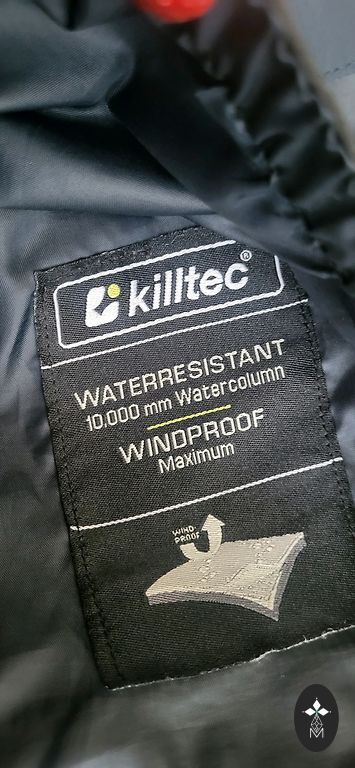 killtec®
WATERRESISTANT
10.000 mm Watercolumn
WINDPROOF
Maximum
WIND-
PROOF
M